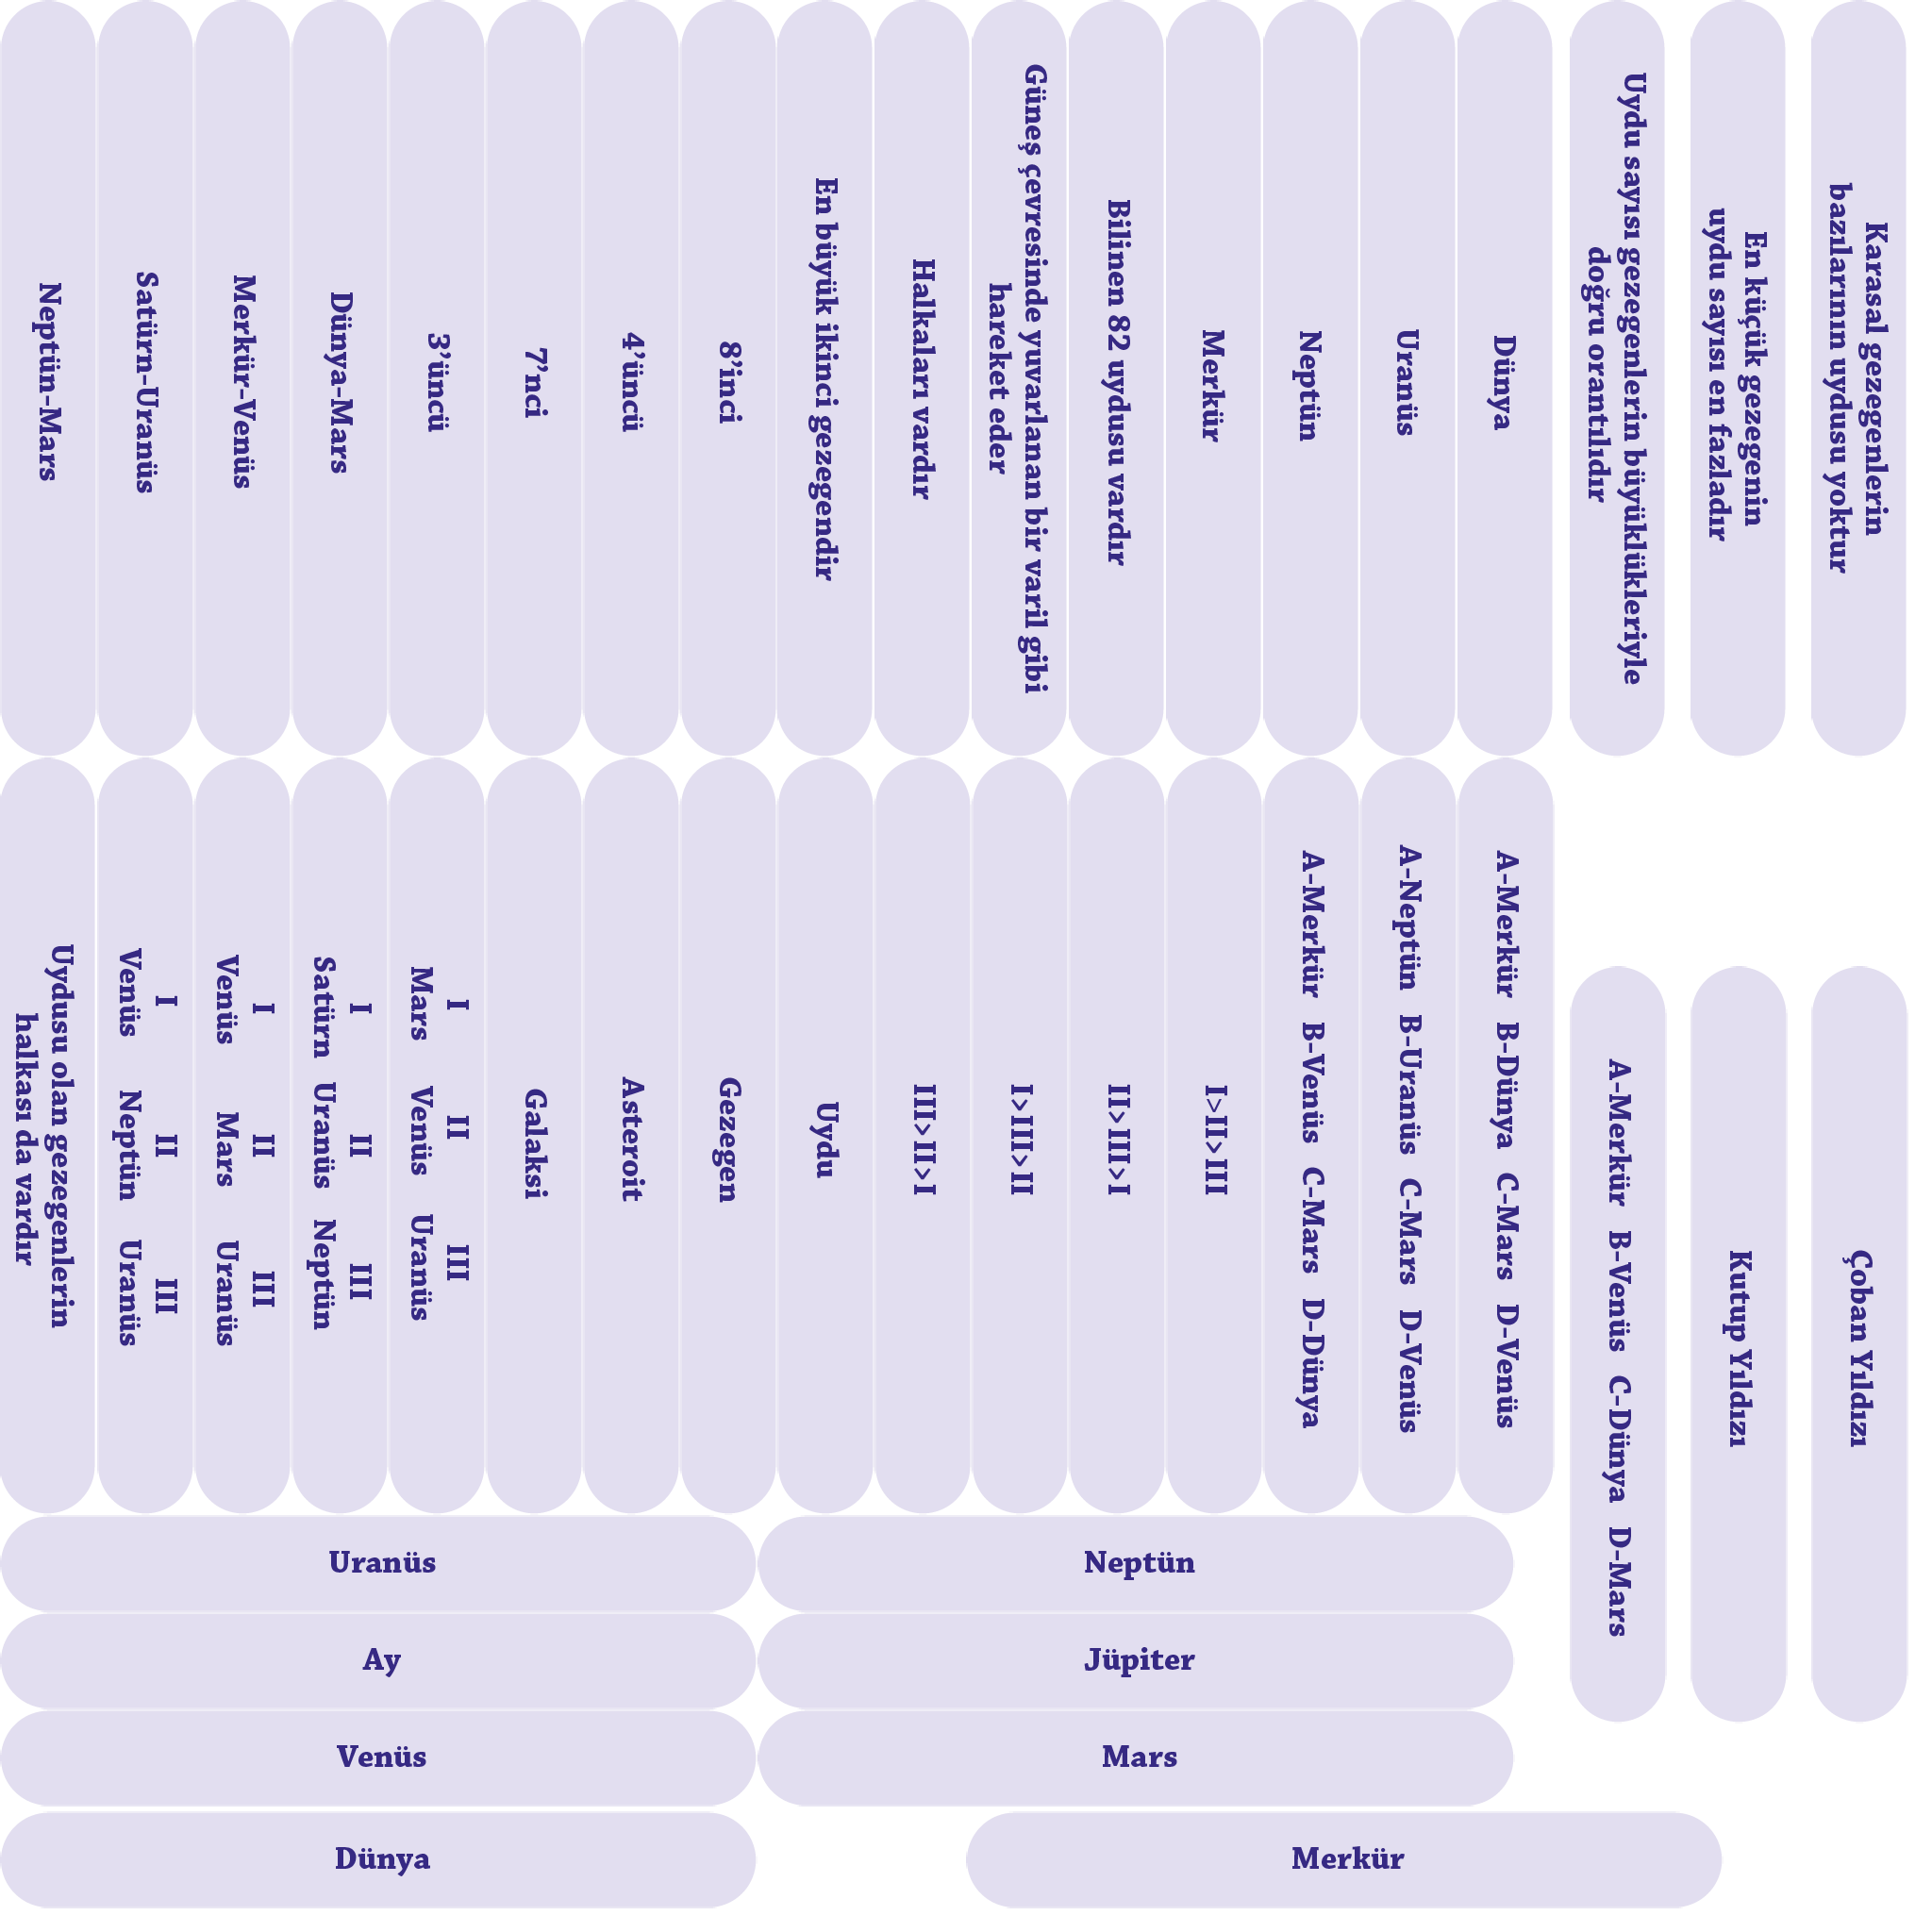 Neptün-Mars
Satürn-Uranüs
Merkür-Venüs
Dünya-Mars
3’üncü
7’nci
4’üncü
8’inci
En büyük ikinci gezegendir
Halkaları vardır
Güneş çevresinde yuvarlanan bir varil gibi
hareket eder
Bilinen 82 uydusu vardır
Merkür
Neptün
Uranüs
Dünya
Uydu sayısı gezegenlerin büyüklükleriyle
doğru orantılıdır
En küçük gezegenin
uydu sayısı en fazladır
Karasal gezegenlerin
bazılarının uydusu yoktur
Uydusu olan gezegenlerin
halkası da vardır
I II III
Venüs Neptün Uranüs
I II III
Venüs Mars Uranüs
I II III
Satürn Uranüs Neptün
I II III
Mars Venüs Uranüs
Galaksi
Asteroit
Gezegen
Uydu
III>II>I
I>III>II
II>III>I
I>II>III
A-Merkür B-Venüs C-Mars D-Dünya
A-Neptün B-Uranüs C-Mars D-Venüs
A-Merkür B-Dünya C-Mars D-Venüs
A-Merkür B-Venüs C-Dünya D-Mars
Kutup Yıldızı
Çoban Yıldızı
Uranüs
Neptün
Ay
Jüpiter
Venüs
Mars
Dünya
Merkür